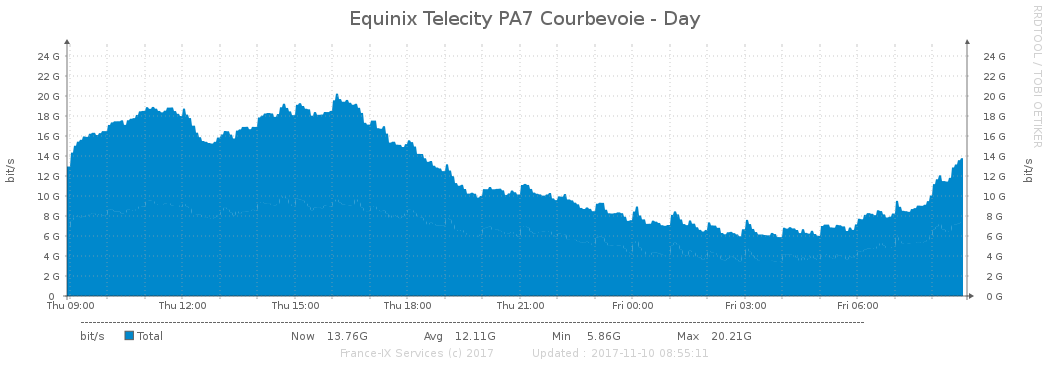 Equinix Telecity PA7 Courbevoie - Day
RRDTOOL / TOBI OETIKER
24 G 24 G
22 G 22 G
20 G 20 G
18 G 18 G
16 G 16 G
14 G 14 G
12 G 12 G
10 G 10 G
8 G 8 G
6 G 6 G
4 G 4 G
2 G 2 G
0 0 G
bit/s
bit/s
Thu 09:00 Thu 12:00 Thu 15:00 Thu 18:00 Thu 21:00 Fri 00:00 Fri 03:00 Fri 06:00
bit/s Total Now 13.76G Avg 12.11G Min 5.86G Max 20.21G
France-IX Services (c) 2017 Updated : 2017-11-10 08:55:11